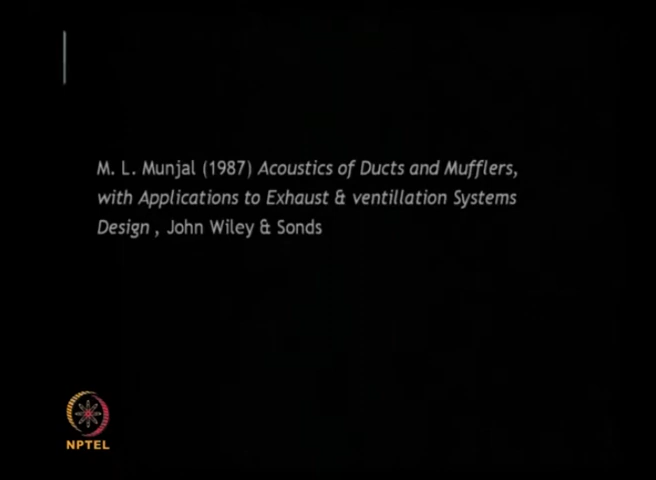 M. L. Munjal (1987) Acoustics of Ducts and Mufflers,
with Applications to Exhaust & ventillation Systems
Design , John Wiley & Sonds
NPTEL